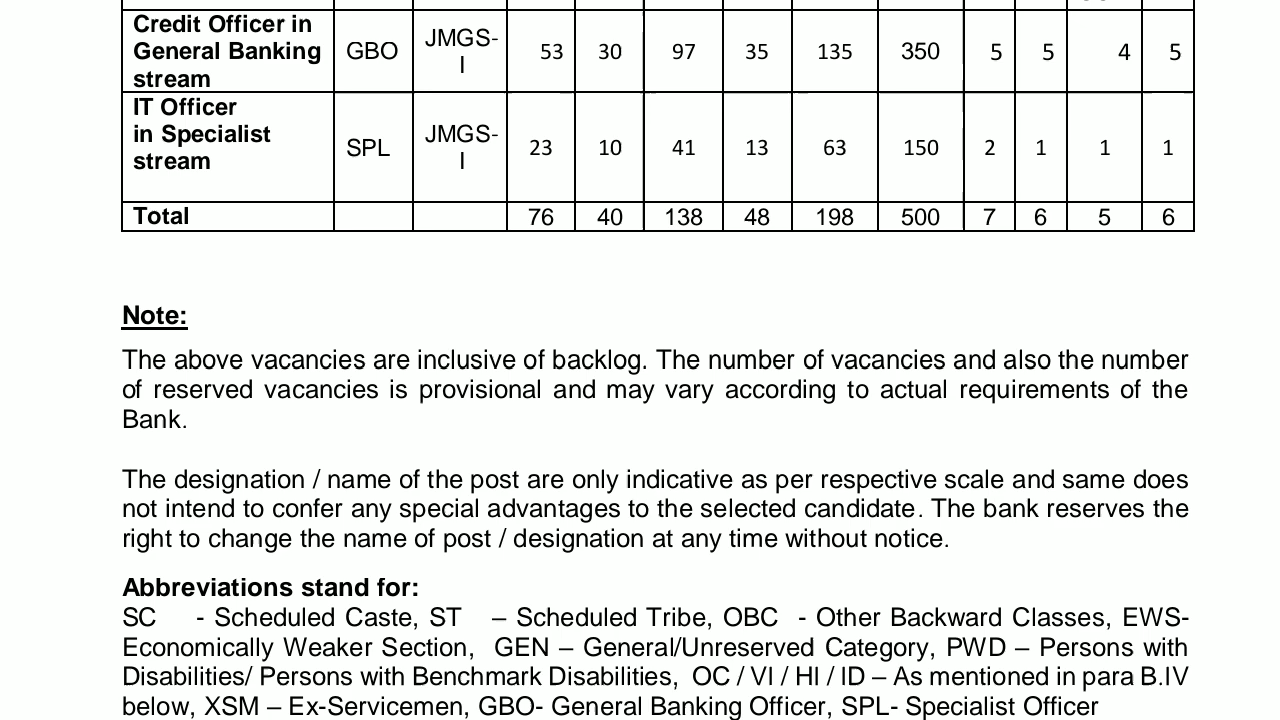 Credit Officer in
General Banking
stream GBO JMGS-
I 53 30 97 35 135 350 5 5 4 5
IT Officer
in Specialist
stream SPL JMGS-
I 23 10 41 13 63 150 2 1 1 1
Total 76 40 138 48 198 500 7 6 5 6
Note:
The above vacancies are inclusive of backlog. The number of vacancies and also the number
of reserved vacancies is provisional and may vary according to actual requirements of the
Bank.
The designation / name of the post are only indicative as per respective scale and same does
not intend to confer any special advantages to the selected candidate. The bank reserves the
right to change the name of post / designation at any time without notice.
Abbreviations stand for:
SC - Scheduled Caste, ST – Scheduled Tribe, OBC - Other Backward Classes, EWS-
Economically Weaker Section, GEN – General/Unreserved Category, PWD – Persons with
Disabilities/ Persons with Benchmark Disabilities, OC / VI / HI / ID – As mentioned in para B.IV
below, XSM – Ex-Servicemen, GBO- General Banking Officer, SPL- Specialist Officer